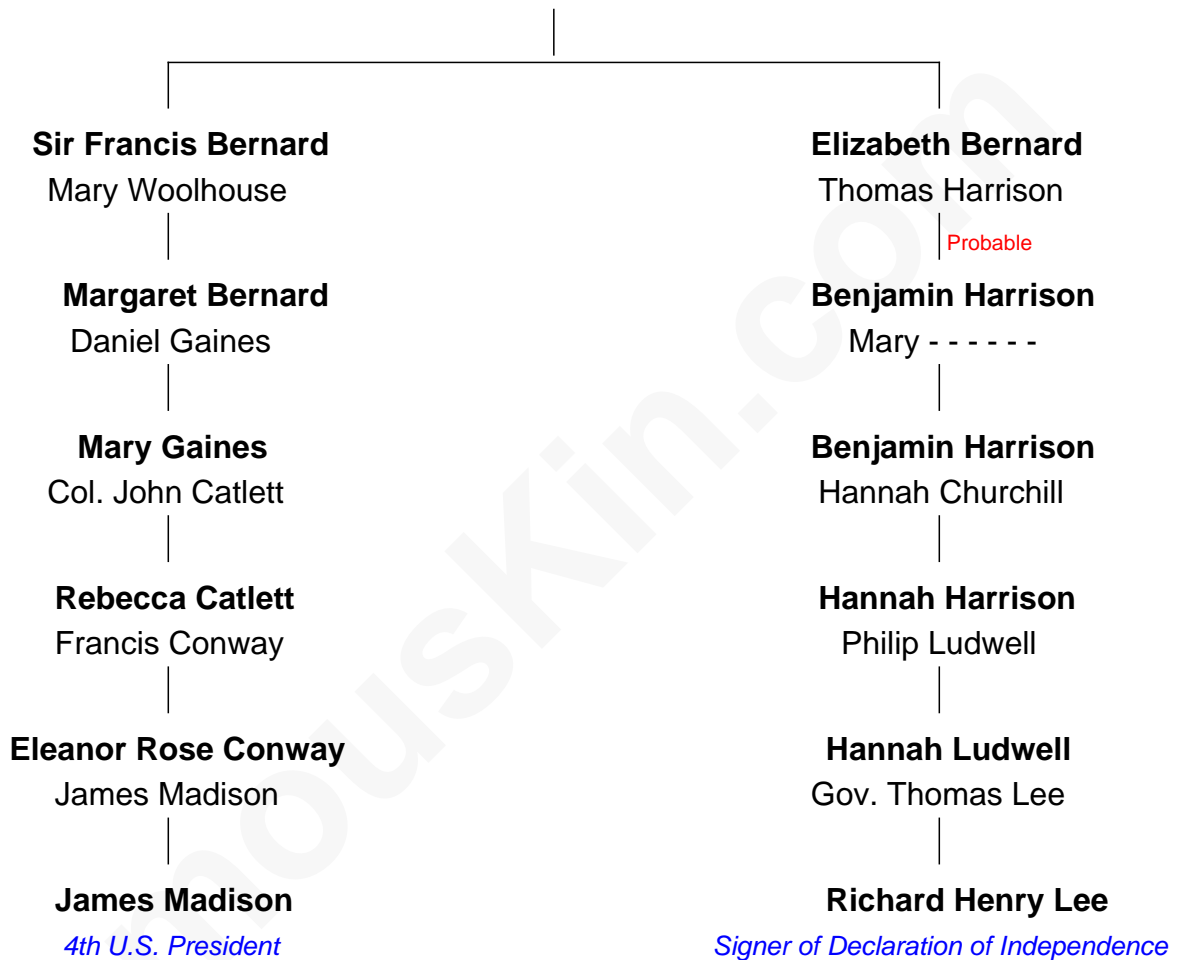 Sir Francis Bernard
Mary Woolhouse
Margaret Bernard
Daniel Gaines
Mary Gaines
Col. John Catlett
Rebecca Catlett
Francis Conway
Eleanor Rose Conway
James Madison
James Madison
4th U.S. President
Elizabeth Bernard
Thomas Harrison
Probable
Benjamin Harrison
Mary - - - - - -
Benjamin Harrison
Hannah Churchill
Hannah Harrison
Philip Ludwell
Hannah Ludwell
Gov. Thomas Lee
Richard Henry Lee
Signer of Declaration of Independence
mousKin.com